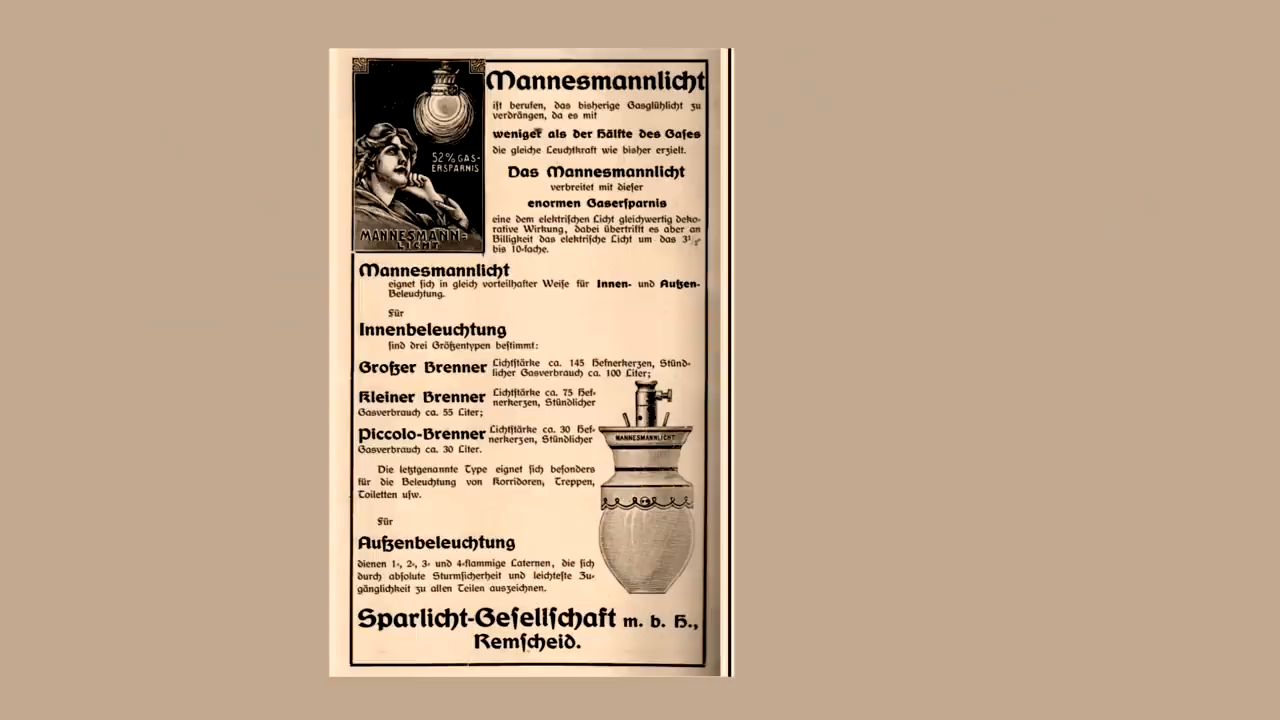 52% GAS-
ERSPARNIS
MANNESMANN-
LICHT
Mannesmannlicht
iſt berufen, das bisherige Gasglühlicht zu
verdrängen, da es mit
weniger als der Hälfte des Gaſes
die gleiche Leuchtkraft wie bisher erzielt.
Das Mannesmannlicht
verbreitet mit dieſer
enormen Gaserſparnis
eine dem elektriſchen Licht gleichwertig deko-
rative Wirkung, dabei übertrifft es aber an
Billigkeit das elektriſche Licht um das
bis 10-fache.
Mannesmannlicht
eignet ſich in gleich vorteilhafter Weiſe für Innen- und Außen-
Beleuchtung.
Für
Innenbeleuchtung
ſind drei Größentypen beſtimmt:
Großer Brenner Lichtſtärke ca. 145 Hefnerkerzen, Stünd-
licher Gasverbrauch ca. 100 Liter;
Kleiner Brenner Lichtſtärke ca. 75 Hef-
nerkerzen, Stündlicher
Gasverbrauch ca. 55 Liter;
Piccolo-Brenner Lichtſtärke ca. 30 Hef-
nerkerzen, Stündlicher
Gasverbrauch ca. 30 Liter.
Die letztgenannte Type eignet ſich beſonders
für die Beleuchtung von Korridoren, Treppen,
Toiletten uſw.
MANNESMANNLICHT
Für
Außenbeleuchtung
dienen 1-, 2-, 3- und 4-flammige Laternen, die ſich
durch abſolute Sturmſicherheit und leichteſte Zu-
gänglichkeit zu allen Teilen auszeichnen.
Sparlicht-Geſellſchaft m. b. H.,
Remſcheid.